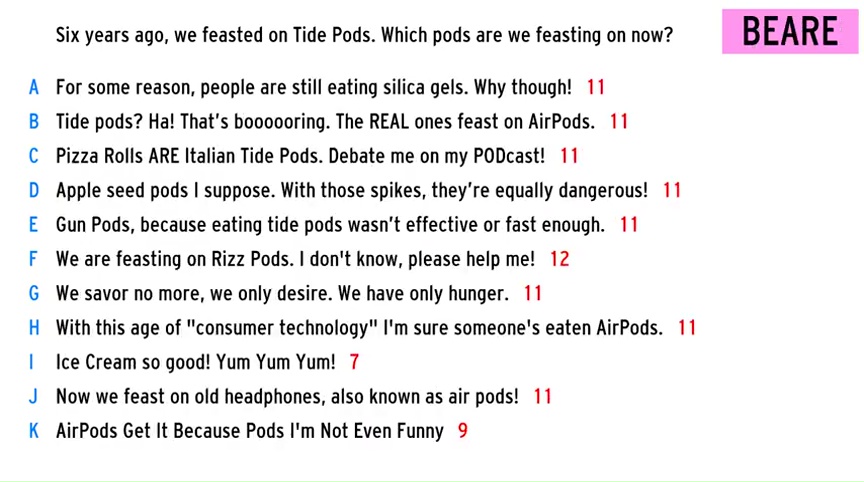 Six years ago, we feasted on Tide Pods. Which pods are we feasting on now?
BEARE
A For some reason, people are still eating silica gels. Why though! 11
B Tide pods? Ha! That's boooooring. The REAL ones feast on AirPods. 11
C Pizza Rolls ARE Italian Tide Pods. Debate me on my PODcast! 11
D Apple seed pods I suppose. With those spikes, they're equally dangerous! 11
E Gun Pods, because eating tide pods wasn't effective or fast enough. 11
F We are feasting on Rizz Pods. I don't know, please help me! 12
G We savor no more, we only desire. We have only hunger. 11
H With this age of "consumer technology" I'm sure someone's eaten AirPods. 11
I Ice Cream so good! Yum Yum Yum! 7
J Now we feast on old headphones, also known as air pods! 11
K AirPods Get It Because Pods I'm Not Even Funny 9